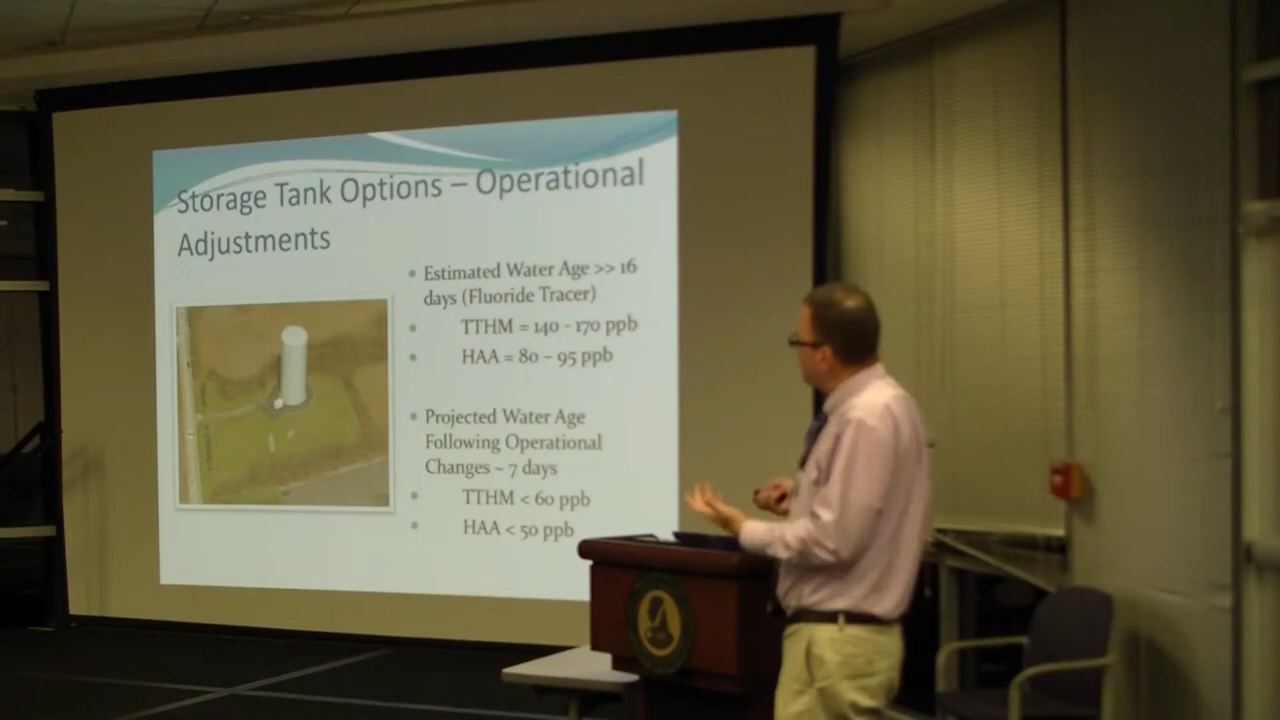 Storage Tank Options – Operational
Adjustments
• Estimated Water Age >> 16
days (Fluoride Tracer)
• TTHM = 140 - 170 ppb
• HAA = 80 – 95 ppb
• Projected Water Age
Following Operational
Changes ~ 7 days
• TTHM < 60 ppb
• HAA < 50 ppb